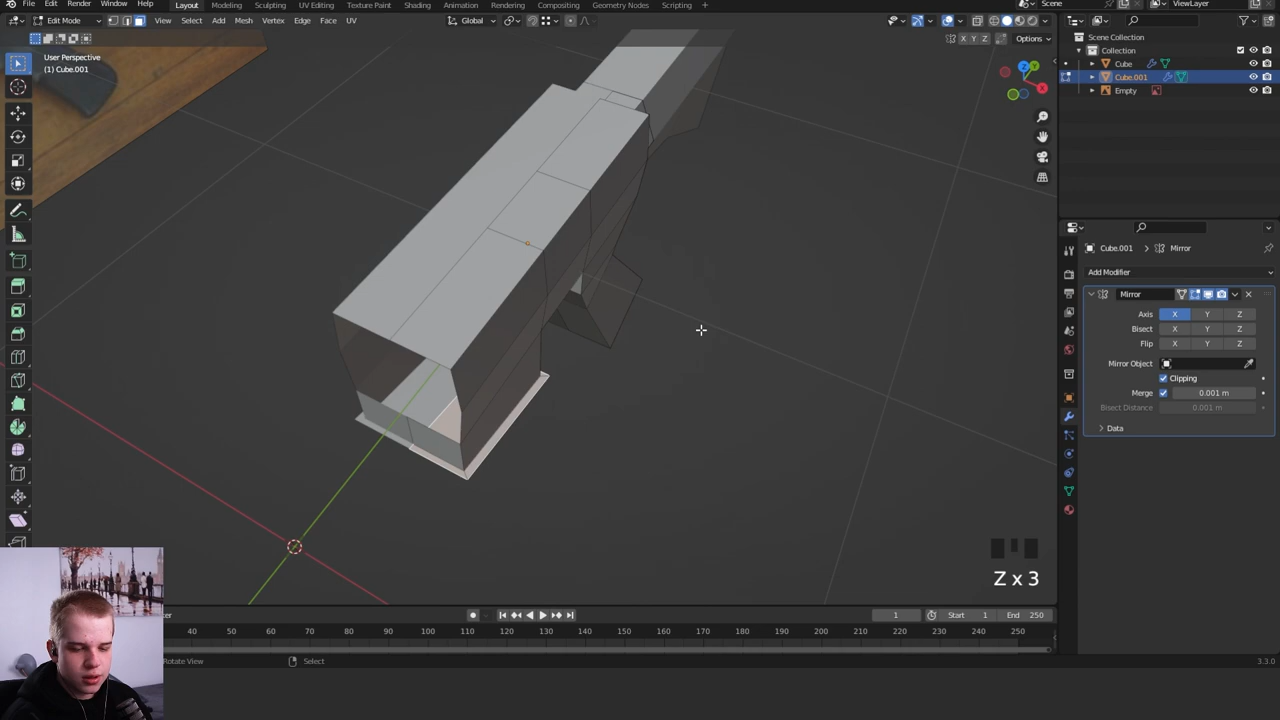 File Edit Render Window Help Layout Modeling Sculpting UV Editing Texture Paint Shading Animation Rendering Compositing Geometry Nodes Scripting Scene ViewLayer
Edit Mode View Select Add Mesh Vertex Edge Face UV Global
X Y Z Options
User Perspective
(1) Cube.001
Scene Collection
Collection
Cube
Cube.001
Empty
Z
Y
X
Cube.001 Mirror
Add Modifier
Mirror
Axis X Y Z
Bisect X Y Z
Flip X Y Z
Mirror Object
Clipping
Merge 0.001 m
Bisect Distance 0.001 m
Data
Z x 3
1 Start 1 End 250
40 50 60 70 80 90 100 110 120 130 140 150 160 170 180 190 200 210 220 230 240 250
Rotate View Select 3.3.0